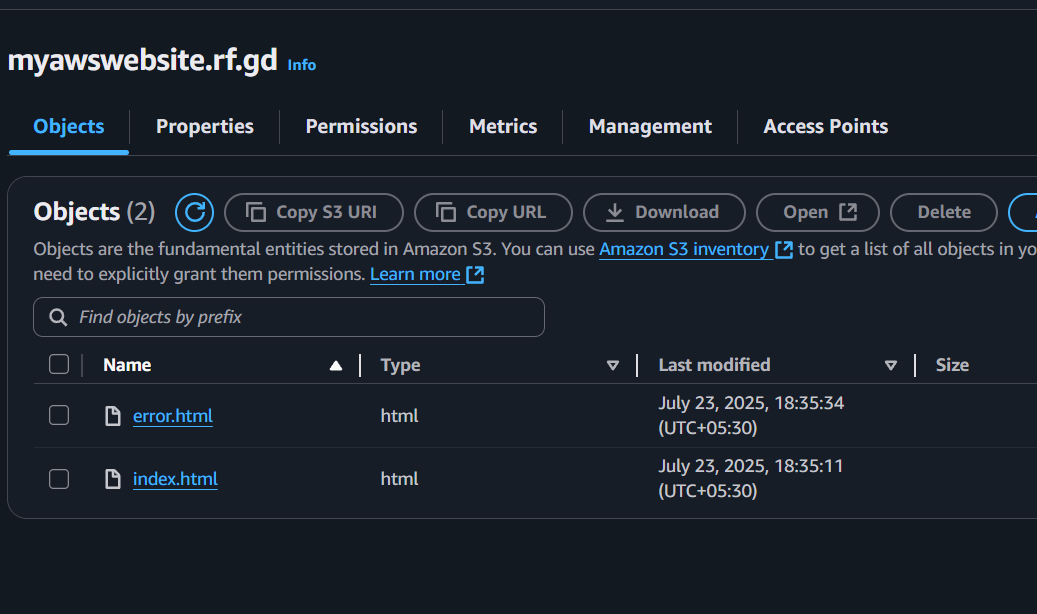 myawswebsite.rf.gd Info
Objects Properties Permissions Metrics Management Access Points
Objects (2) Copy S3 URI Copy URL Download Open Delete
Objects are the fundamental entities stored in Amazon S3. You can use Amazon S3 inventory to get a list of all objects in yo
need to explicitly grant them permissions. Learn more
Find objects by prefix
Name Type Last modified Size
error.html html July 23, 2025, 18:35:34
(UTC+05:30)
index.html html July 23, 2025, 18:35:11
(UTC+05:30)